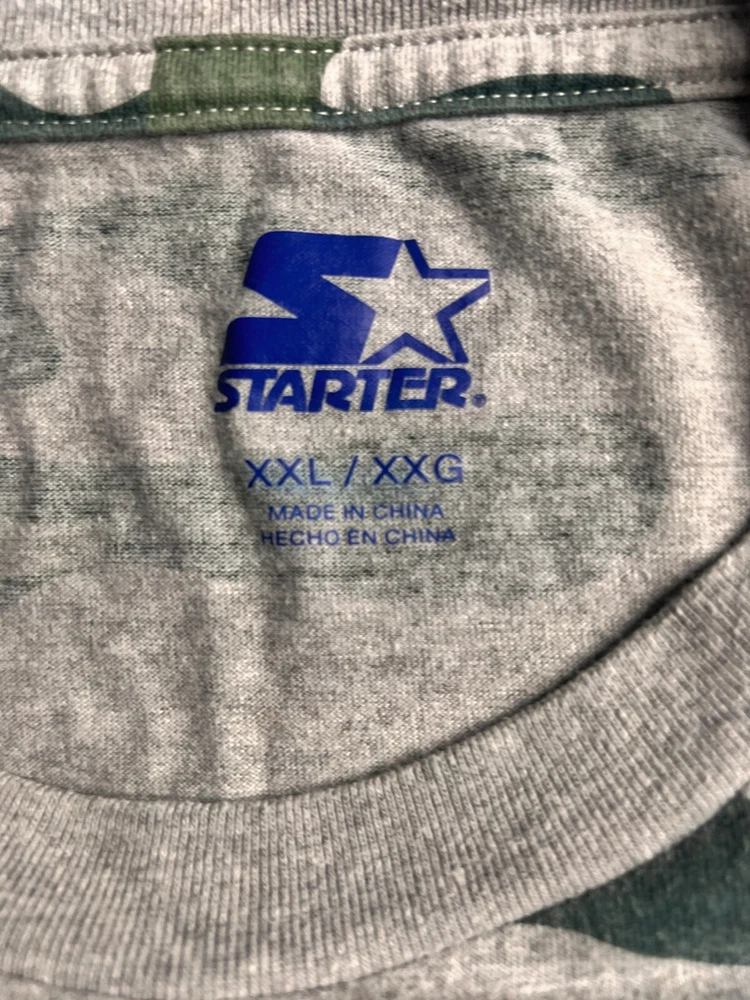 STARTER®
XXL / XXG
MADE IN CHINA
HECHO EN CHINA